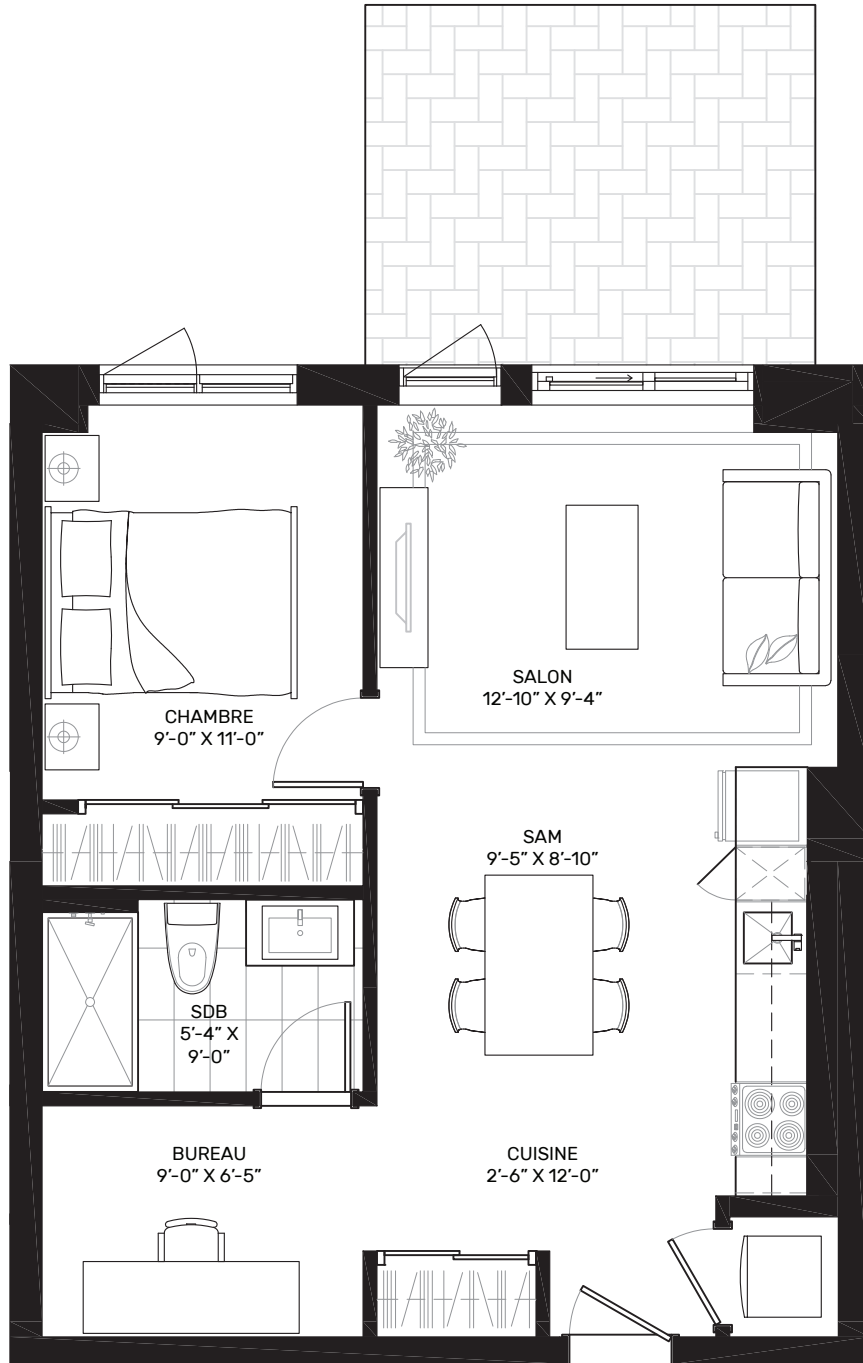 SALON
12’-10” X 9’-4”
CHAMBRE
9’-0” X 11’-0”
SAM
9’-5” X 8’-10”
SDB
5’-4” X
9’-0”
BUREAU
9’-0” X 6’-5”
CUISINE
2’-6” X 12’-0”